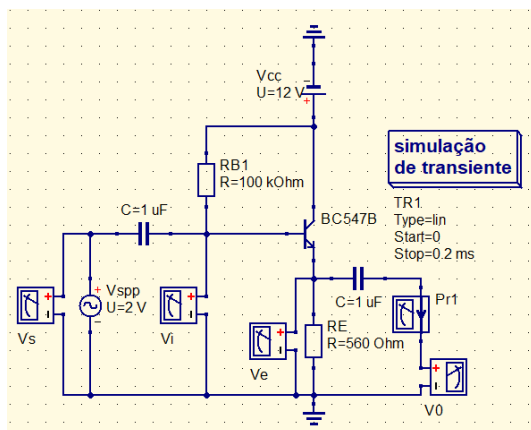 Vcc
U=12 V
simulação
de transiente
RB1
R=100 kOhm
TR1
Type=lin
Start=0
Stop=0.2 ms
BC547B
C=1 uF
Vspp
U=2 V
Vs
Vi
C=1 uF
Pr1
RE
R=560 Ohm
Ve
V0